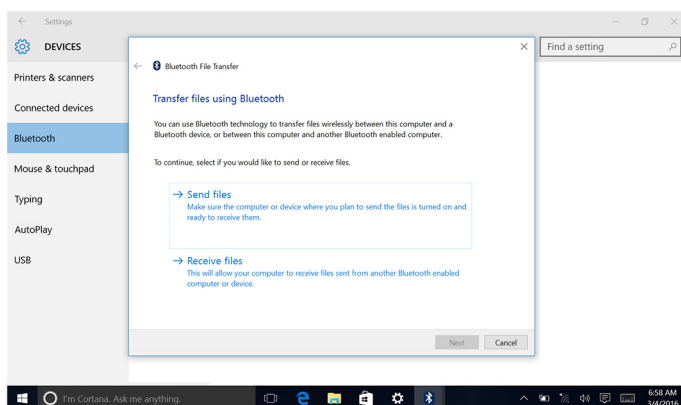 Settings
DEVICES
Find a setting
Printers & scanners
Connected devices
Bluetooth
Mouse & touchpad
Typing
AutoPlay
USB
Bluetooth File Transfer
Transfer files using Bluetooth
You can use Bluetooth technology to transfer files wirelessly between this computer and a
Bluetooth device, or between this computer and another Bluetooth enabled computer.
To continue, select if you would like to send or receive files.
Send files
Make sure the computer or device where you plan to send the files is turned on and
ready to receive them.
Receive files
This will allow your computer to receive files sent from another Bluetooth enabled
computer or device.
Next
Cancel
I'm Cortana. Ask me anything.
6:58 AM
3/4/2016